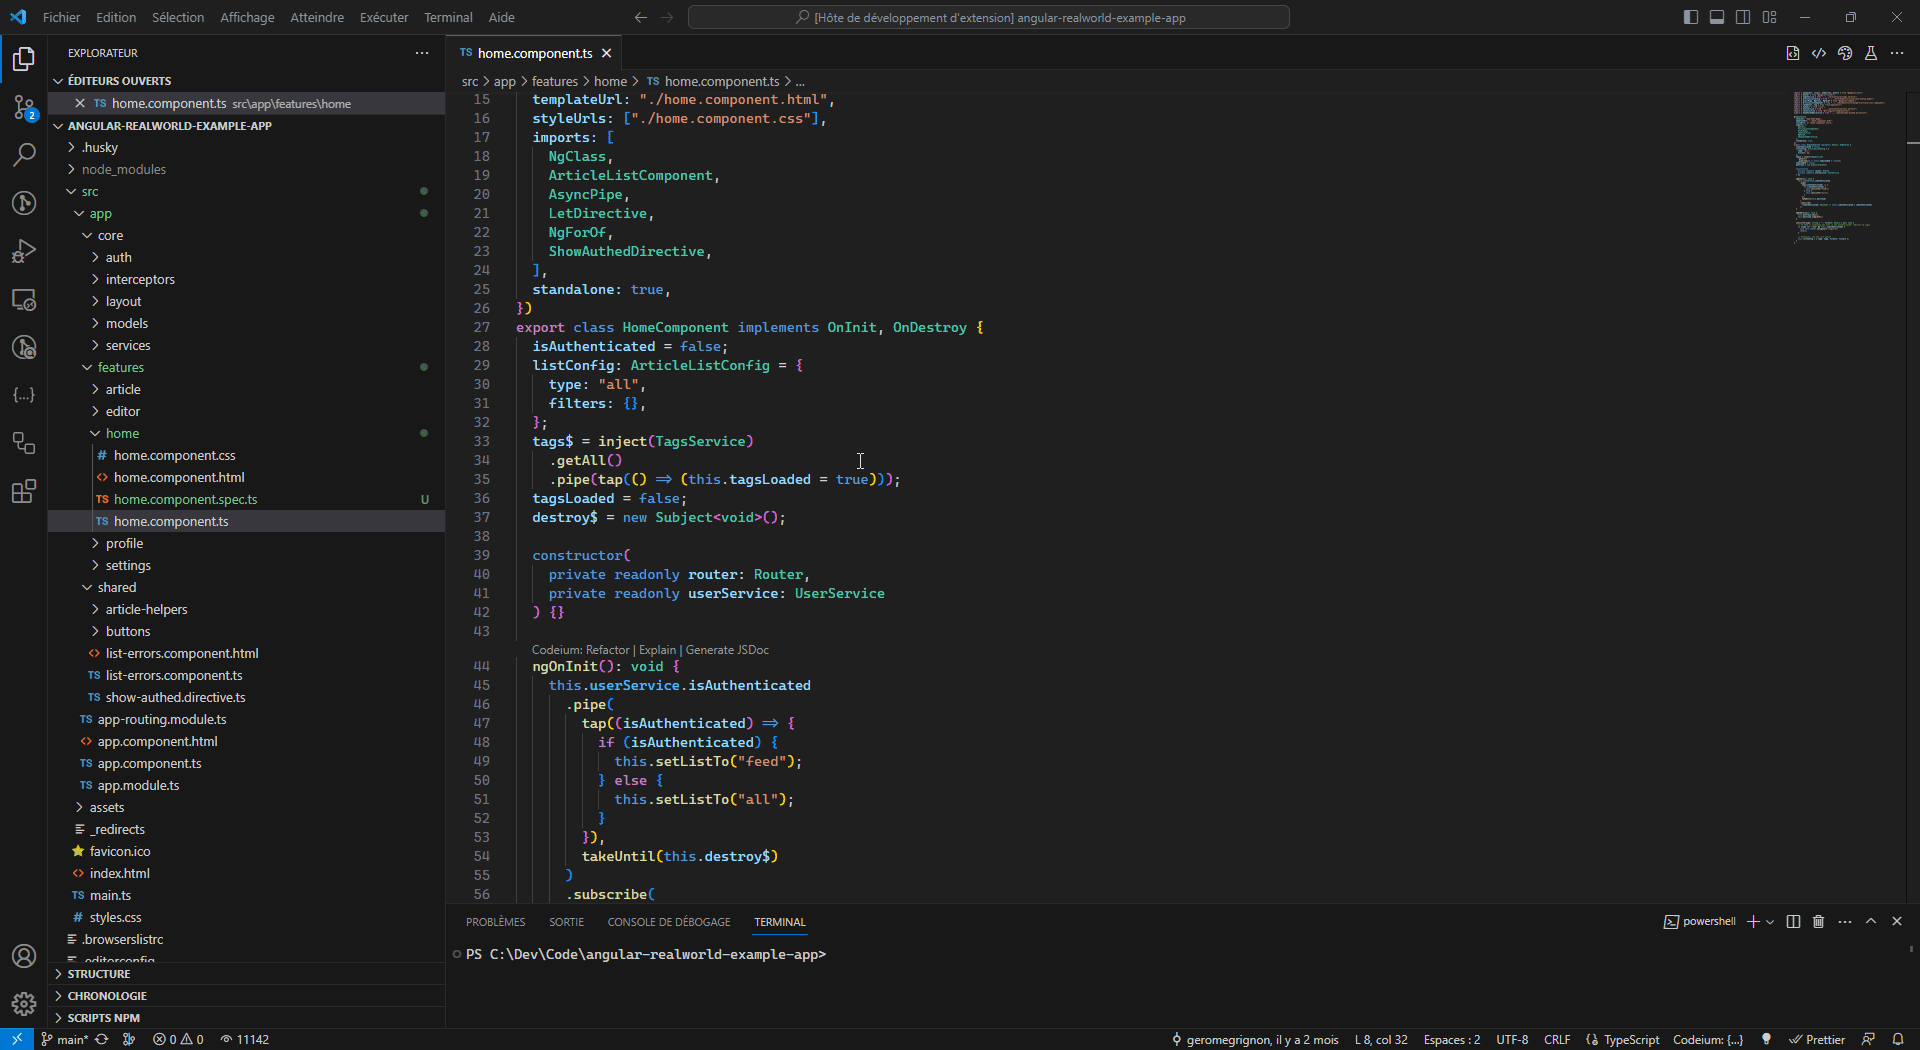 Fichier Edition Sélection Affichage Atteindre Exécuter Terminal Aide
[Hôte de développement d'extension] angular-realworld-example-app
EXPLORATEUR
ÉDITEURS OUVERTS
TS home.component.ts src\app\features\home
ANGULAR-REALWORLD-EXAMPLE-APP
.husky
node_modules
src
app
core
auth
interceptors
layout
models
services
features
article
editor
home
# home.component.css
<> home.component.html
TS home.component.spec.ts U
TS home.component.ts
profile
settings
shared
article-helpers
buttons
<> list-errors.component.html
TS list-errors.component.ts
TS show-authed.directive.ts
TS app-routing.module.ts
<> app.component.html
TS app.component.ts
TS app.module.ts
assets
_redirects
favicon.ico
<> index.html
TS main.ts
# styles.css
.browserslistrc
.editorconfig
STRUCTURE
CHRONOLOGIE
SCRIPTS NPM
2
TS home.component.ts
src > app > features > home > TS home.component.ts > ...
15 templateUrl: "./home.component.html",
16 styleUrls: ["./home.component.css"],
17 imports: [
18 NgClass,
19 ArticleListComponent,
20 AsyncPipe,
21 LetDirective,
22 NgForOf,
23 ShowAuthedDirective,
24 ],
25 standalone: true,
26 })
27 export class HomeComponent implements OnInit, OnDestroy {
28 isAuthenticated = false;
29 listConfig: ArticleListConfig = {
30 type: "all",
31 filters: {},
32 };
33 tags$ = inject(TagsService)
34 .getAll()
35 .pipe(tap(() => (this.tagsLoaded = true)));
36 tagsLoaded = false;
37 destroy$ = new Subject<void>();
38
39 constructor(
40 private readonly router: Router,
41 private readonly userService: UserService
42 ) {}
43
Codeium: Refactor | Explain | Generate JSDoc
44 ngOnInit(): void {
45 this.userService.isAuthenticated
46 .pipe(
47 tap((isAuthenticated) => {
48 if (isAuthenticated) {
49 this.setListTo("feed");
50 } else {
51 this.setListTo("all");
52 }
53 }),
54 takeUntil(this.destroy$)
55 )
56 .subscribe(
PROBLÈMES SORTIE CONSOLE DE DÉBOGAGE TERMINAL
powershell
PS C:\Dev\Code\angular-realworld-example-app>
main* 0 0 11142
geromegrignon, il y a 2 mois L 8, col 32 Espaces : 2 UTF-8 CRLF TypeScript Codeium: {...} Prettier